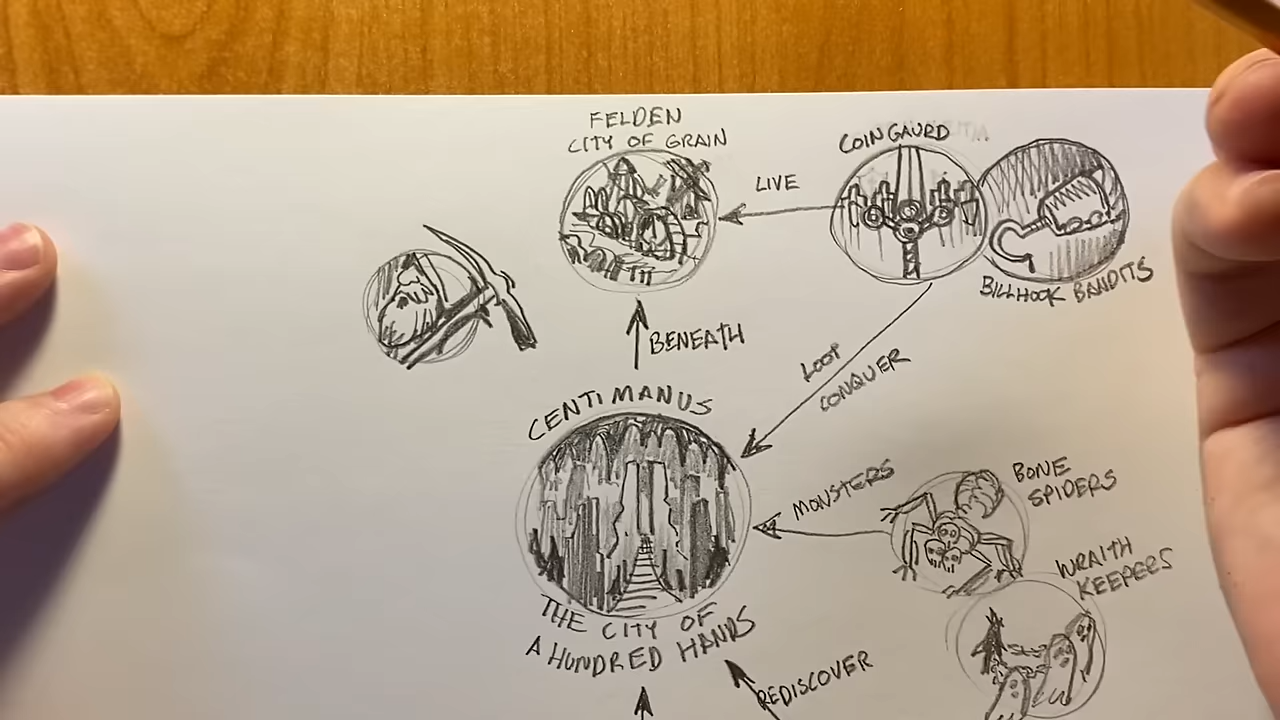 FELDEN
CITY OF GRAIN
COINGAURD
LIVE
BILLHOOK BANDITS
BENEATH
LOOT
CONQUER
CENTIMANUS
MONSTERS
BONE
SPIDERS
WRAITH
KEEPERS
THE CITY OF
A HUNDRED HANDS
REDISCOVER